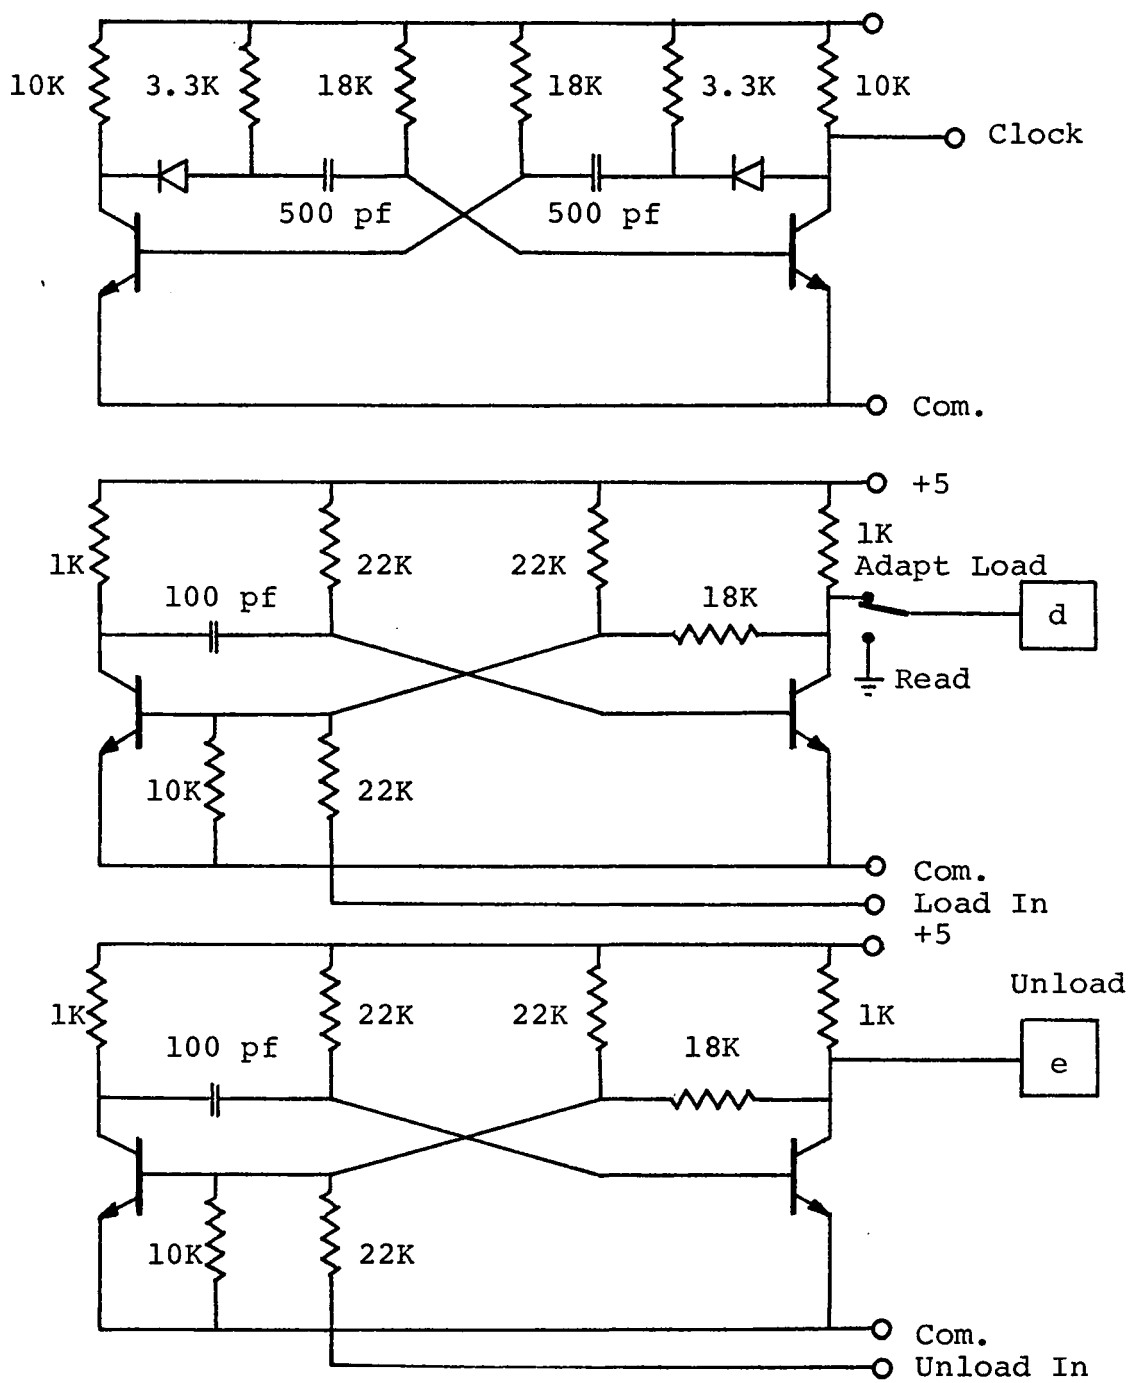 10K 3.3K 18K 18K 3.3K 10K
Clock
500 pf 500 pf
Com.
+5
1K
1K 22K 22K Adapt Load
100 pf 18K
d
Read
10K 22K
Com.
Load In
+5
Unload
1K 22K 22K 1K
100 pf 18K
e
10K 22K
Com.
Unload In